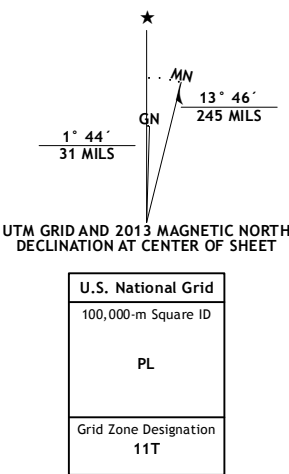 ★
MN
GN
13° 46´
245 MILS
1° 44´
31 MILS
UTM GRID AND 2013 MAGNETIC NORTH
DECLINATION AT CENTER OF SHEET
U.S. National Grid
100,000-m Square ID
PL
Grid Zone Designation
11T